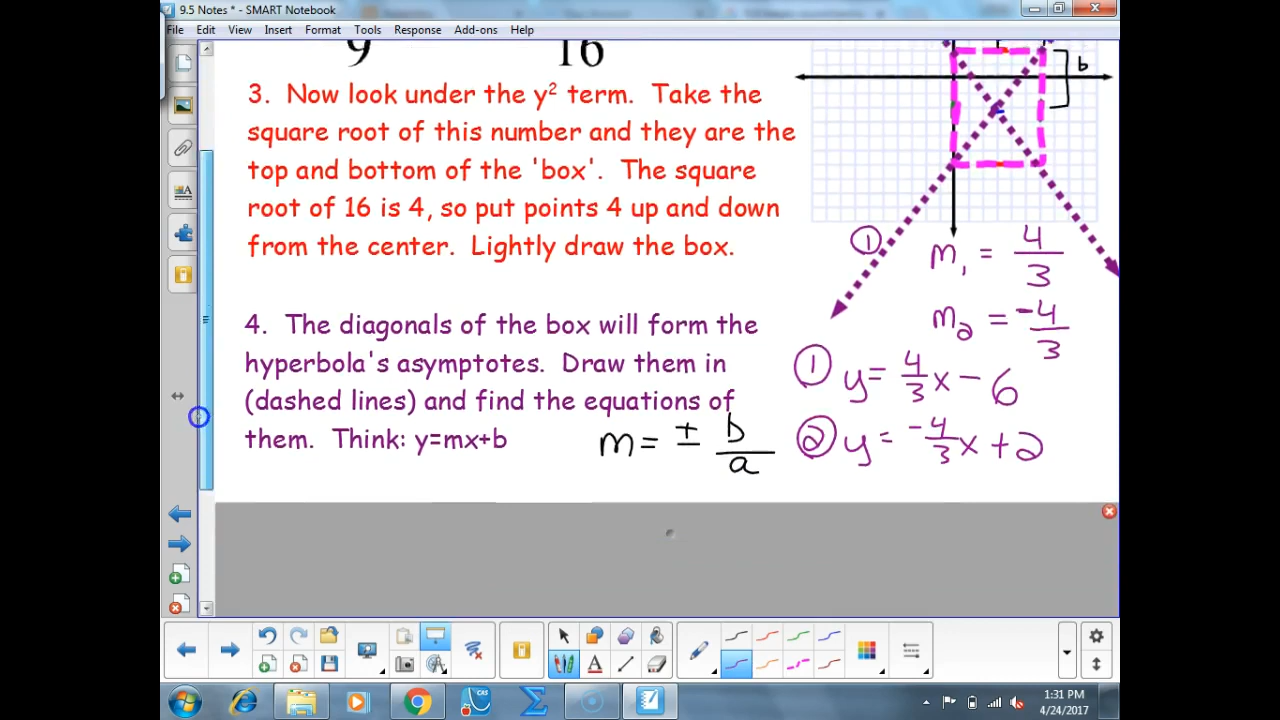 9.5 Notes * - SMART Notebook
File Edit View Insert Format Tools Response Add-ons Help
9 16
b
3. Now look under the y² term. Take the
square root of this number and they are the
top and bottom of the 'box'. The square
root of 16 is 4, so put points 4 up and down
from the center. Lightly draw the box.
① m₁ = 4/3
m₂ = -4/3
4. The diagonals of the box will form the
hyperbola's asymptotes. Draw them in
(dashed lines) and find the equations of
them. Think: y=mx+b
m = ± b/a
① y = 4/3 x - 6
② y = -4/3 x + 2
CAS
1:31 PM
4/24/2017